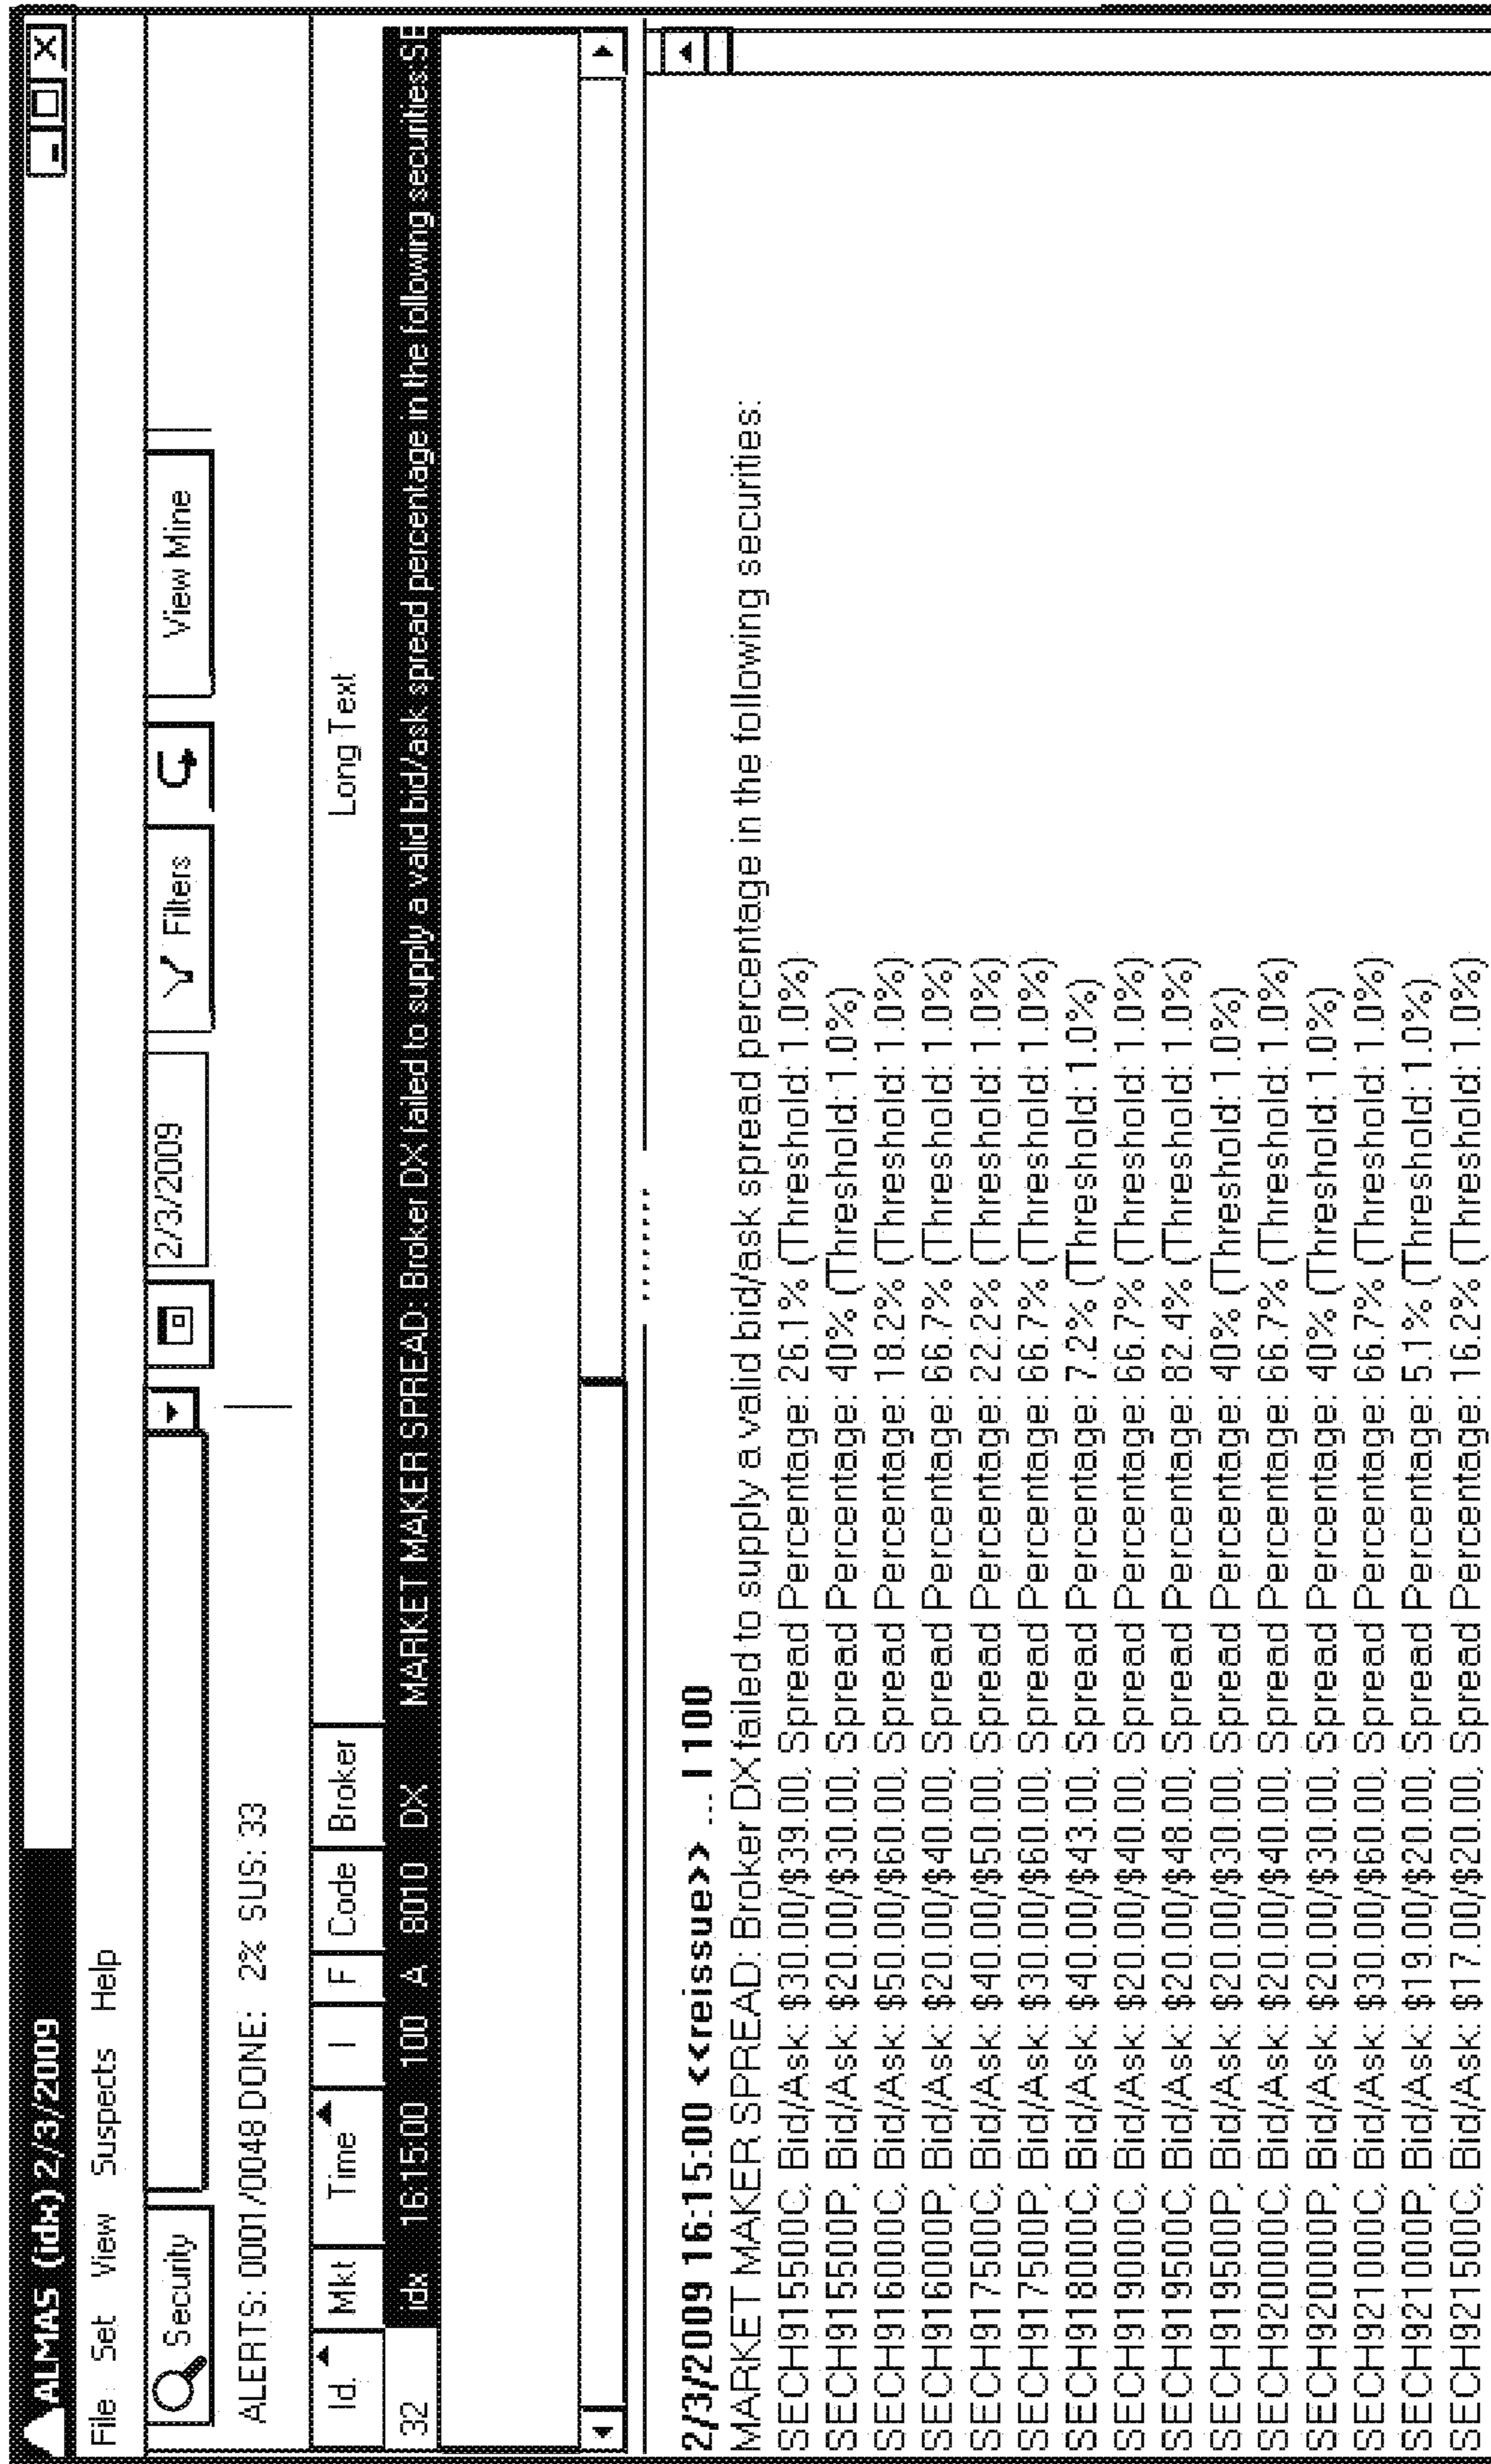 ALMAS (idx) 2/3/2009
File Set View Suspects Help
Security 2/3/2009 Filters View Mine
ALERTS: 0001/0048 DONE: 2% SUS: 33
Id. Mkt Time I F Code Broker Long Text
32 idx 16:15:00 100 A 8010 DX MARKET MAKER SPREAD: Broker DX failed to supply a valid bid/ask spread percentage in the following securities SE
2/3/2009 16:15:00 <<reissue>> ... I 100
MARKET MAKER SPREAD: Broker DX failed to supply a valid bid/ask spread percentage in the following securities:
SECH915500C, Bid/Ask: $30.00/$39.00, Spread Percentage: 26.1% (Threshold: 1.0%)
SECH915500P, Bid/Ask: $20.00/$30.00, Spread Percentage: 40% (Threshold: 1.0%)
SECH916000C, Bid/Ask: $50.00/$60.00, Spread Percentage: 18.2% (Threshold: 1.0%)
SECH916000P, Bid/Ask: $20.00/$40.00, Spread Percentage: 66.7% (Threshold: 1.0%)
SECH917500C, Bid/Ask: $40.00/$50.00, Spread Percentage: 22.2% (Threshold: 1.0%)
SECH917500P, Bid/Ask: $30.00/$60.00, Spread Percentage: 66.7% (Threshold: 1.0%)
SECH918000C, Bid/Ask: $40.00/$43.00, Spread Percentage: 7.2% (Threshold: 1.0%)
SECH919000C, Bid/Ask: $20.00/$40.00, Spread Percentage: 66.7% (Threshold: 1.0%)
SECH919500C, Bid/Ask: $20.00/$48.00, Spread Percentage: 82.4% (Threshold: 1.0%)
SECH919500P, Bid/Ask: $20.00/$30.00, Spread Percentage: 40% (Threshold: 1.0%)
SECH920000C, Bid/Ask: $20.00/$40.00, Spread Percentage: 66.7% (Threshold: 1.0%)
SECH920000P, Bid/Ask: $20.00/$30.00, Spread Percentage: 40% (Threshold: 1.0%)
SECH921000C, Bid/Ask: $30.00/$60.00, Spread Percentage: 66.7% (Threshold: 1.0%)
SECH921000P, Bid/Ask: $19.00/$20.00, Spread Percentage: 5.1% (Threshold: 1.0%)
SECH921500C, Bid/Ask: $17.00/$20.00, Spread Percentage: 16.2% (Threshold: 1.0%)